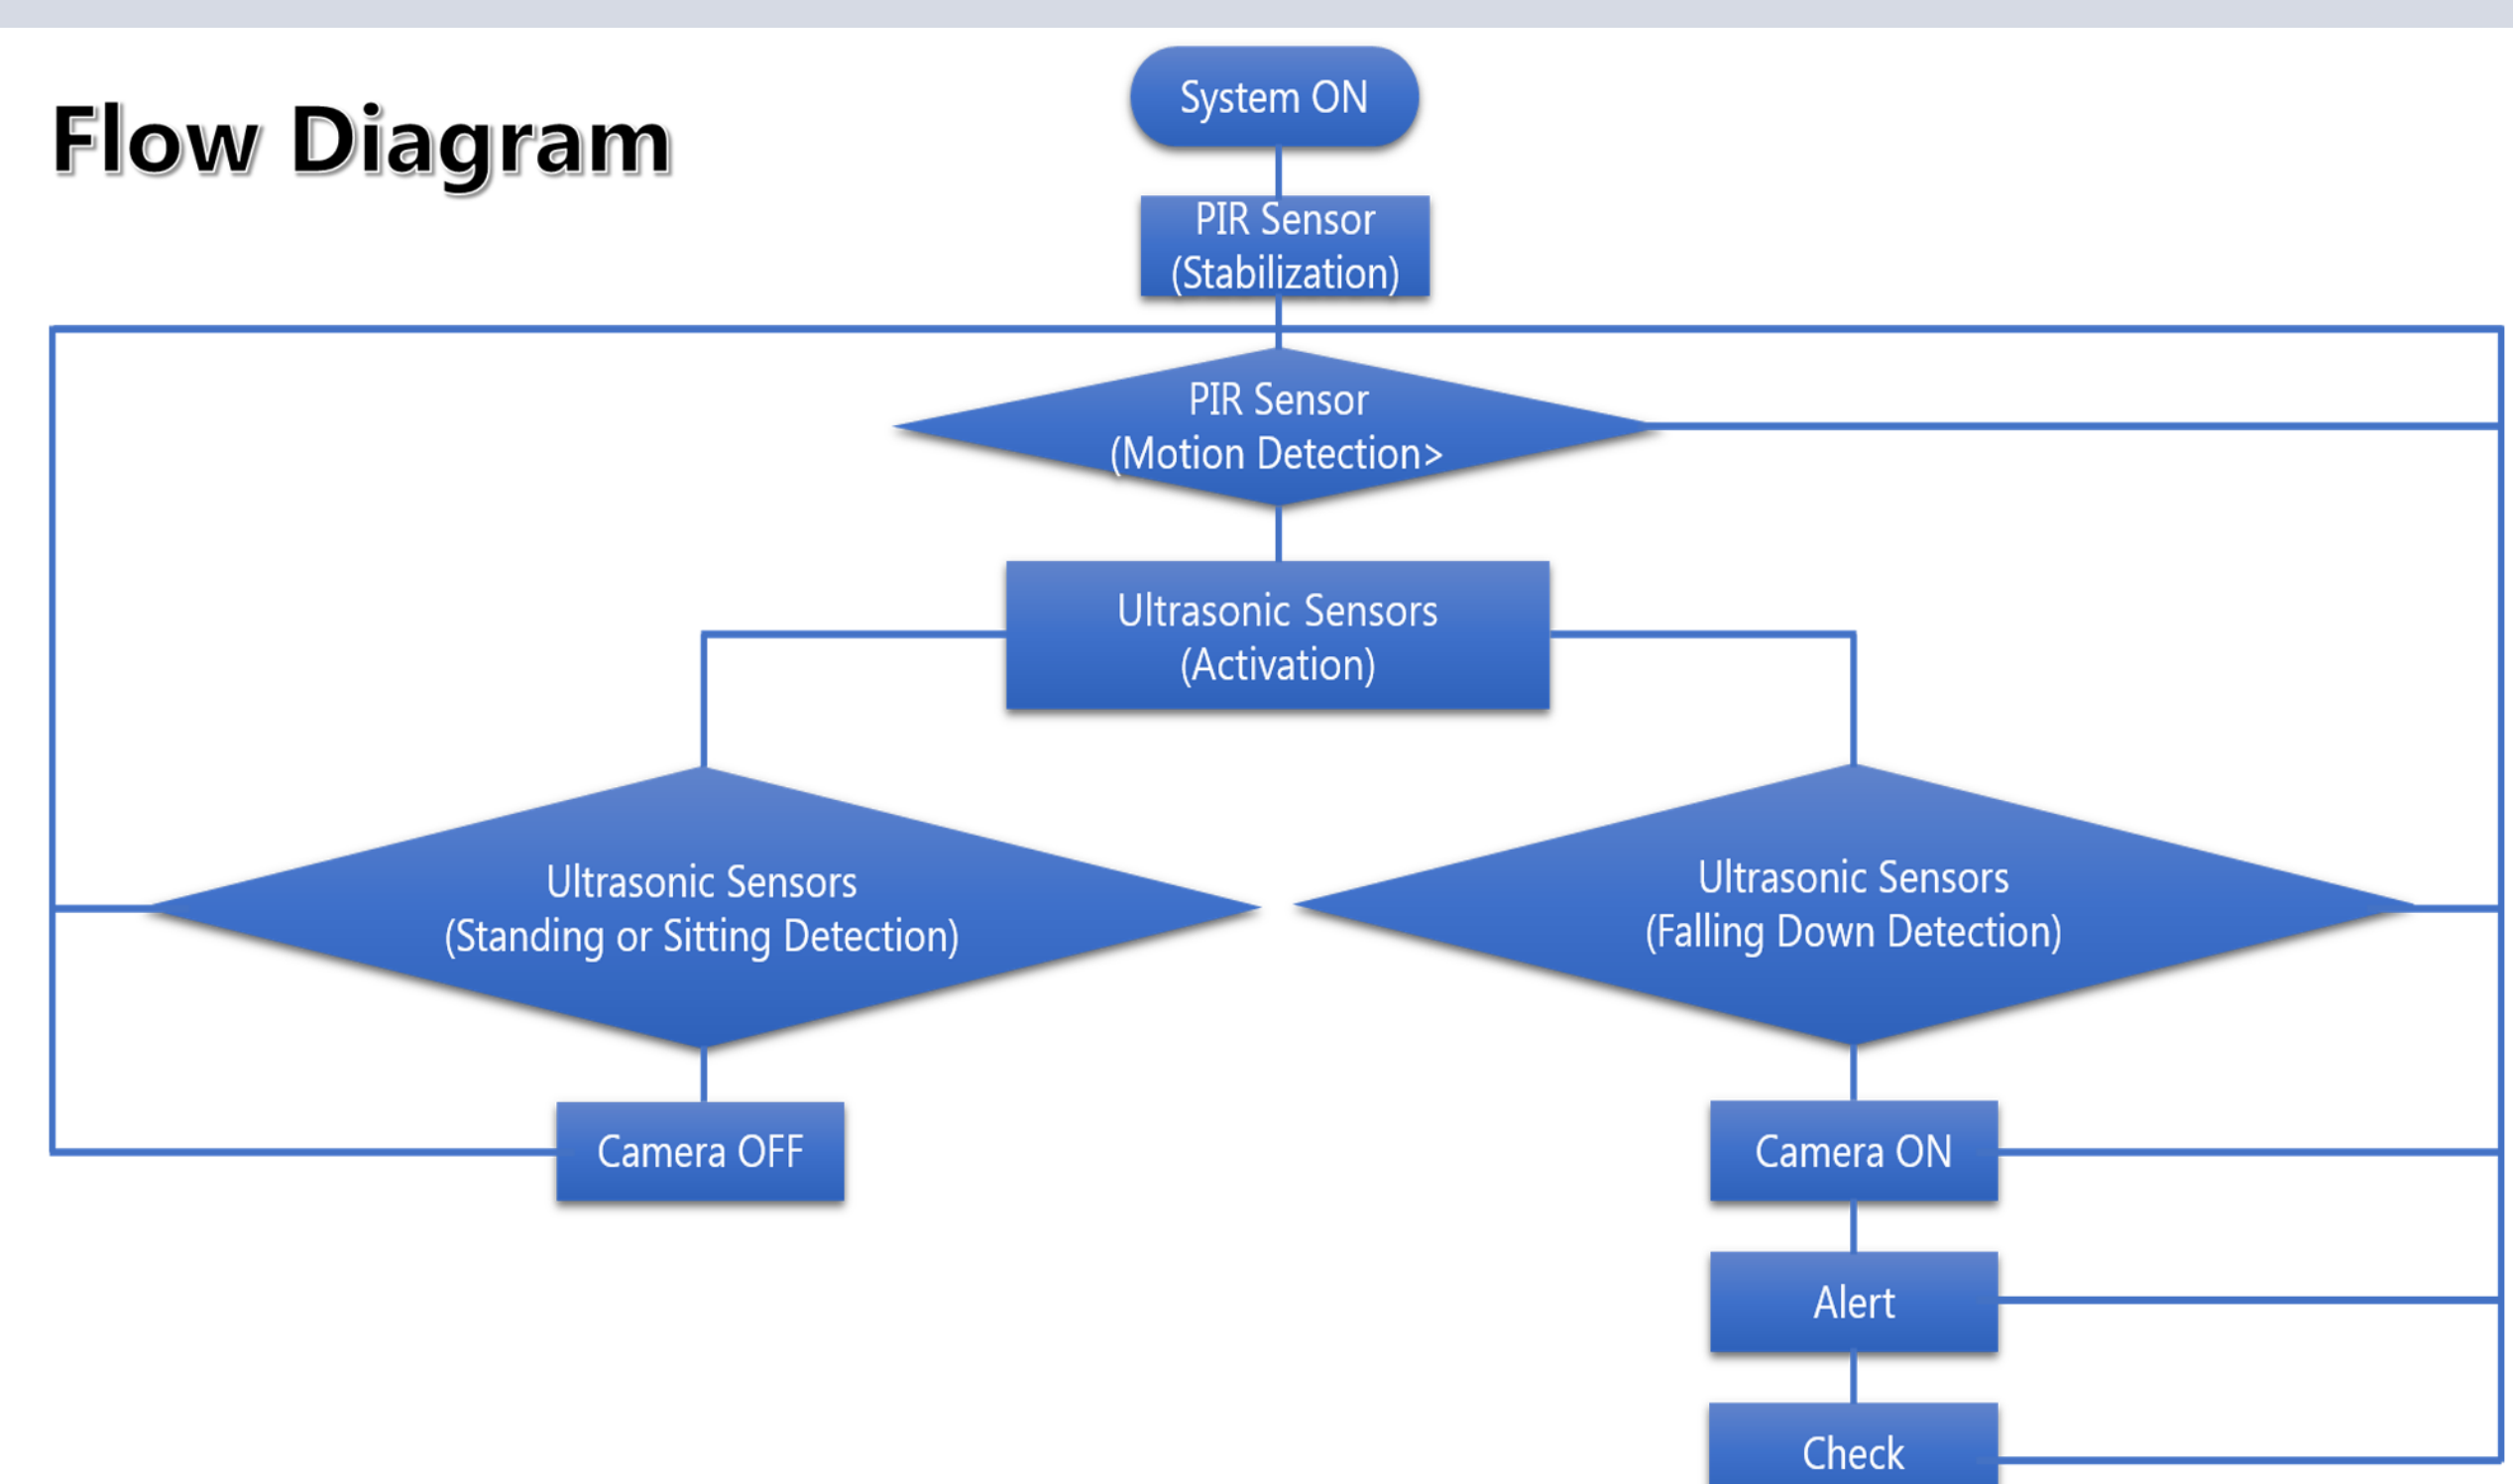 Flow Diagram
System ON
PIR Sensor
(Stabilization)
PIR Sensor
(Motion Detection>
Ultrasonic Sensors
(Activation)
Ultrasonic Sensors
(Standing or Sitting Detection)
Ultrasonic Sensors
(Falling Down Detection)
Camera OFF
Camera ON
Alert
Check